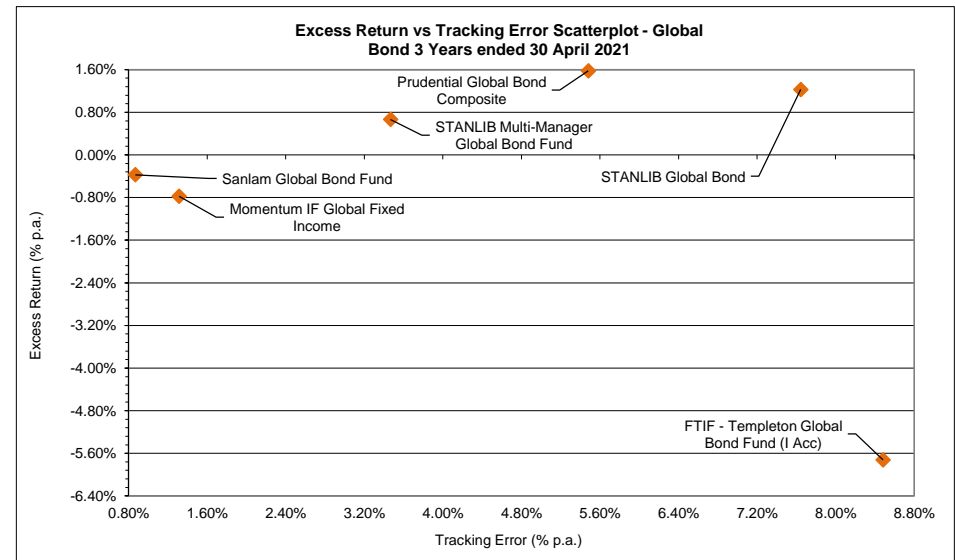 Excess Return vs Tracking Error Scatterplot - Global
Bond 3 Years ended 30 April 2021
1.60%
0.80%
0.00%
-0.80%
-1.60%
-2.40%
-3.20%
-4.00%
-4.80%
-5.60%
-6.40%
Excess Return (% p.a.)
Prudential Global Bond
Composite
STANLIB Multi-Manager
Global Bond Fund
Sanlam Global Bond Fund
STANLIB Global Bond
Momentum IF Global Fixed
Income
FTIF - Templeton Global
Bond Fund (I Acc)
0.80%
1.60%
2.40%
3.20%
4.00%
4.80%
5.60%
6.40%
7.20%
8.00%
8.80%
Tracking Error (% p.a.)